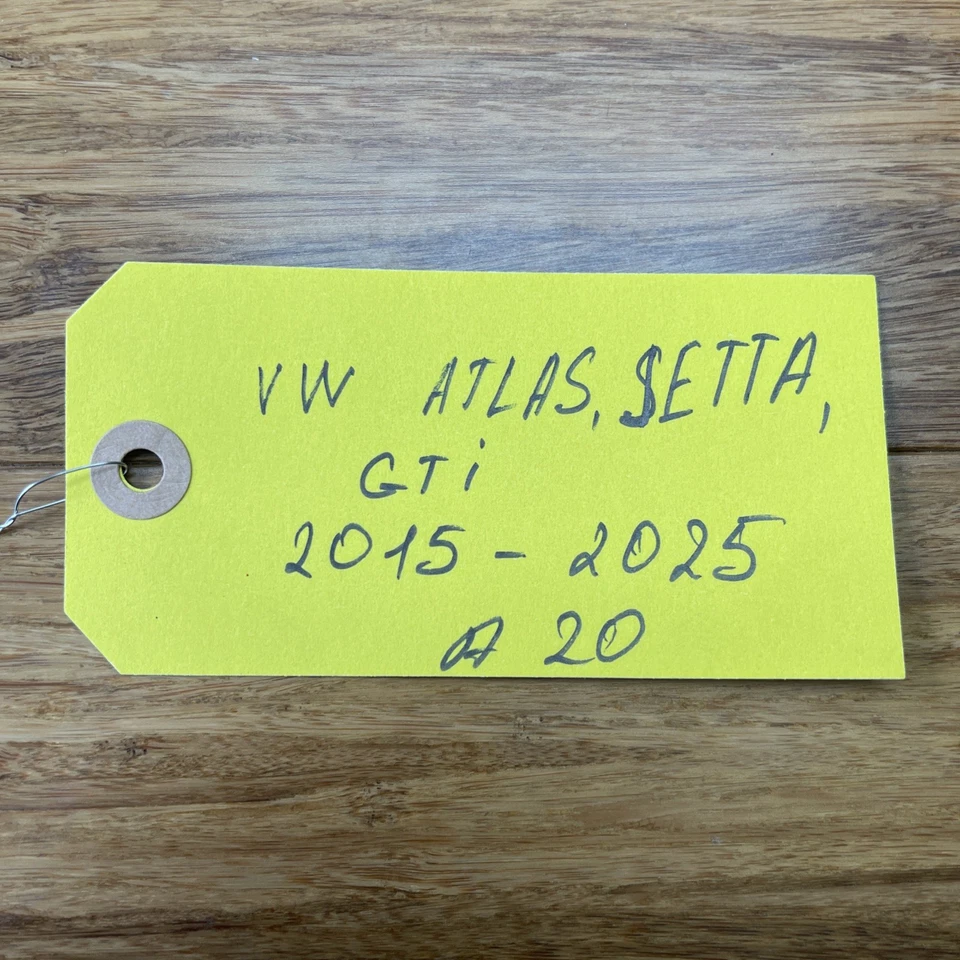 VW ATLAS, JETTA,
GTi
2015 - 2025
A 20